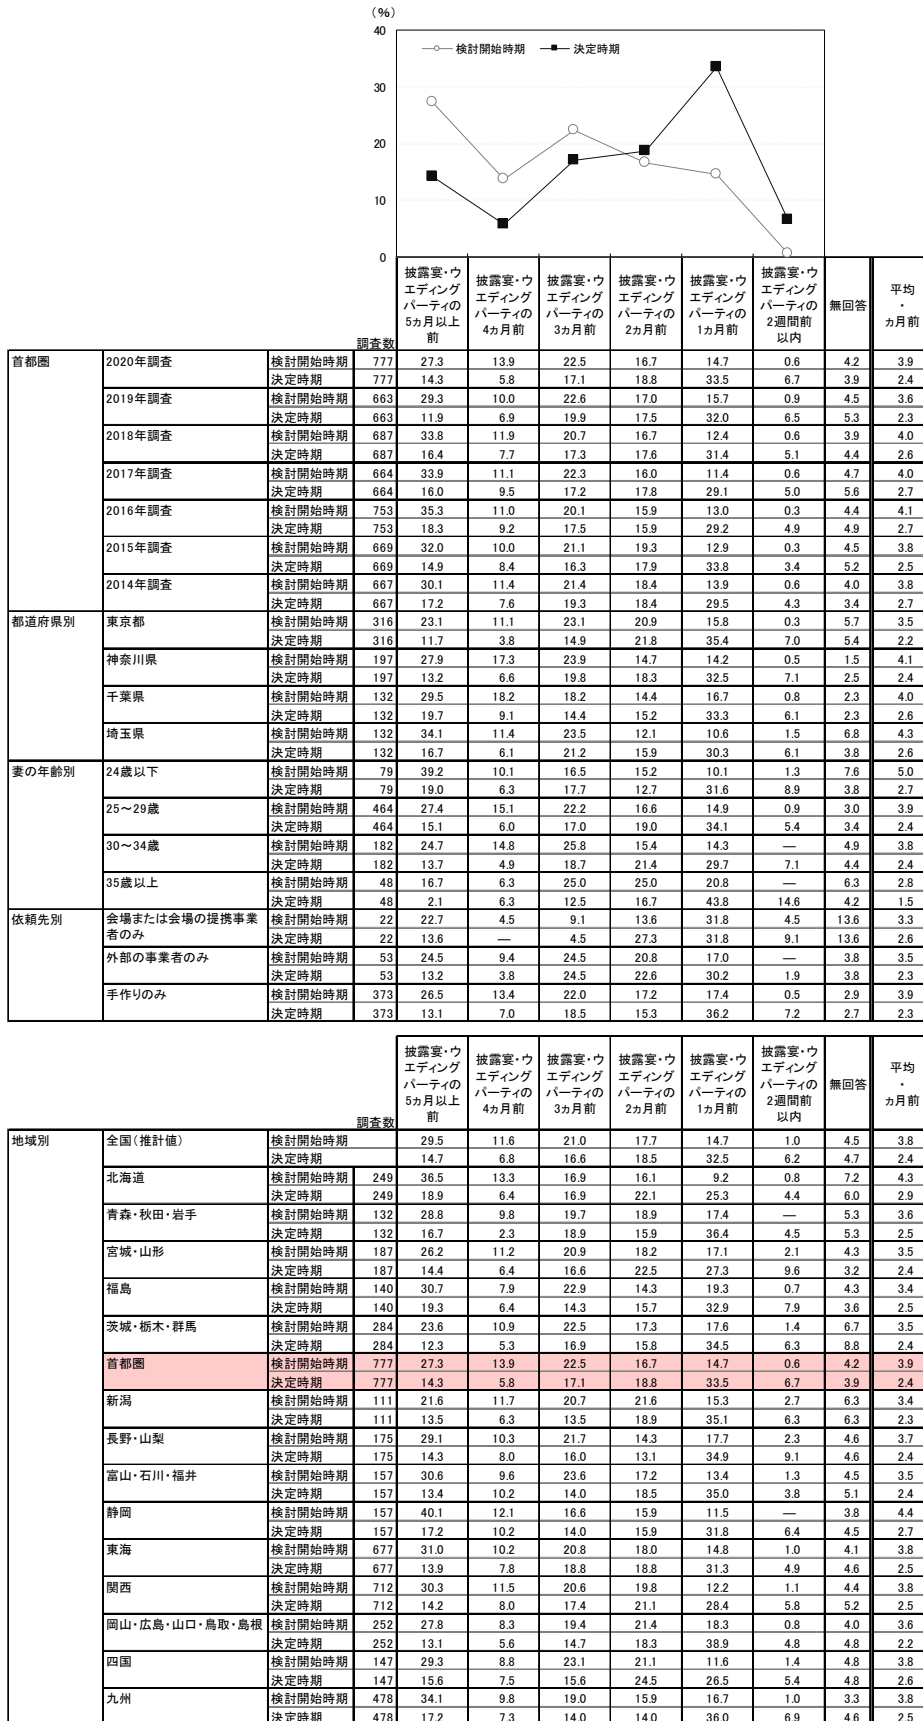 （％）
40
30
20
10
0
検討開始時期 決定時期
調査数 披露宴・ウエディングパーティの5ヵ月以上前 披露宴・ウエディングパーティの4ヵ月前 披露宴・ウエディングパーティの3ヵ月前 披露宴・ウエディングパーティの2ヵ月前 披露宴・ウエディングパーティの1ヵ月前 披露宴・ウエディングパーティの2週間前以内 無回答 平均・ヵ月前
首都圏 2020年調査 検討開始時期 777 27.3 13.9 22.5 16.7 14.7 0.6 4.2 3.9
決定時期 777 14.3 5.8 17.1 18.8 33.5 6.7 3.9 2.4
2019年調査 検討開始時期 663 29.3 10.0 22.6 17.0 15.7 0.9 4.5 3.6
決定時期 663 11.9 6.9 19.9 17.5 32.0 6.5 5.3 2.3
2018年調査 検討開始時期 687 33.8 11.9 20.7 16.7 12.4 0.6 3.9 4.0
決定時期 687 16.4 7.7 17.3 17.6 31.4 5.1 4.4 2.6
2017年調査 検討開始時期 664 33.9 11.1 22.3 16.0 11.4 0.6 4.7 4.0
決定時期 664 16.0 9.5 17.2 17.8 29.1 5.0 5.6 2.7
2016年調査 検討開始時期 753 35.3 11.0 20.1 15.9 13.0 0.3 4.4 4.1
決定時期 753 18.3 9.2 17.5 15.9 29.2 4.9 4.9 2.7
2015年調査 検討開始時期 669 32.0 10.0 21.1 19.3 12.9 0.3 4.5 3.8
決定時期 669 14.9 8.4 16.3 17.9 33.8 3.4 5.2 2.5
2014年調査 検討開始時期 667 30.1 11.4 21.4 18.4 13.9 0.6 4.0 3.8
決定時期 667 17.2 7.6 19.3 18.4 29.5 4.3 3.4 2.7
都道府県別 東京都 検討開始時期 316 23.1 11.1 23.1 20.9 15.8 0.3 5.7 3.5
決定時期 316 11.7 3.8 14.9 21.8 35.4 7.0 5.4 2.2
神奈川県 検討開始時期 197 27.9 17.3 23.9 14.7 14.2 0.5 1.5 4.1
決定時期 197 13.2 6.6 19.8 18.3 32.5 7.1 2.5 2.4
千葉県 検討開始時期 132 29.5 18.2 18.2 14.4 16.7 0.8 2.3 4.0
決定時期 132 19.7 9.1 14.4 15.2 33.3 6.1 2.3 2.6
埼玉県 検討開始時期 132 34.1 11.4 23.5 12.1 10.6 1.5 6.8 4.3
決定時期 132 16.7 6.1 21.2 15.9 30.3 6.1 3.8 2.6
妻の年齢別 24歳以下 検討開始時期 79 39.2 10.1 16.5 15.2 10.1 1.3 7.6 5.0
決定時期 79 19.0 6.3 17.7 12.7 31.6 8.9 3.8 2.7
25～29歳 検討開始時期 464 27.4 15.1 22.2 16.6 14.9 0.9 3.0 3.9
決定時期 464 15.1 6.0 17.0 19.0 34.1 5.4 3.4 2.4
30～34歳 検討開始時期 182 24.7 14.8 25.8 15.4 14.3 ― 4.9 3.8
決定時期 182 13.7 4.9 18.7 21.4 29.7 7.1 4.4 2.4
35歳以上 検討開始時期 48 16.7 6.3 25.0 25.0 20.8 ― 6.3 2.8
決定時期 48 2.1 6.3 12.5 16.7 43.8 14.6 4.2 1.5
依頼先別 会場または会場の提携事業者のみ 検討開始時期 22 22.7 4.5 9.1 13.6 31.8 4.5 13.6 3.3
決定時期 22 13.6 ― 4.5 27.3 31.8 9.1 13.6 2.6
外部の事業者のみ 検討開始時期 53 24.5 9.4 24.5 20.8 17.0 ― 3.8 3.5
決定時期 53 13.2 3.8 24.5 22.6 30.2 1.9 3.8 2.3
手作りのみ 検討開始時期 373 26.5 13.4 22.0 17.2 17.4 0.5 2.9 3.9
決定時期 373 13.1 7.0 18.5 15.3 36.2 7.2 2.7 2.3
調査数 披露宴・ウエディングパーティの5ヵ月以上前 披露宴・ウエディングパーティの4ヵ月前 披露宴・ウエディングパーティの3ヵ月前 披露宴・ウエディングパーティの2ヵ月前 披露宴・ウエディングパーティの1ヵ月前 披露宴・ウエディングパーティの2週間前以内 無回答 平均・ヵ月前
地域別 全国（推計値） 検討開始時期 29.5 11.6 21.0 17.7 14.7 1.0 4.5 3.8
決定時期 14.7 6.8 16.6 18.5 32.5 6.2 4.7 2.4
北海道 検討開始時期 249 36.5 13.3 16.9 16.1 9.2 0.8 7.2 4.3
決定時期 249 18.9 6.4 16.9 22.1 25.3 4.4 6.0 2.9
青森・秋田・岩手 検討開始時期 132 28.8 9.8 19.7 18.9 17.4 ― 5.3 3.6
決定時期 132 16.7 2.3 18.9 15.9 36.4 4.5 5.3 2.5
宮城・山形 検討開始時期 187 26.2 11.2 20.9 18.2 17.1 2.1 4.3 3.5
決定時期 187 14.4 6.4 16.6 22.5 27.3 9.6 3.2 2.4
福島 検討開始時期 140 30.7 7.9 22.9 14.3 19.3 0.7 4.3 3.4
決定時期 140 19.3 6.4 14.3 15.7 32.9 7.9 3.6 2.5
茨城・栃木・群馬 検討開始時期 284 23.6 10.9 22.5 17.3 17.6 1.4 6.7 3.5
決定時期 284 12.3 5.3 16.9 15.8 34.5 6.3 8.8 2.4
首都圏 検討開始時期 777 27.3 13.9 22.5 16.7 14.7 0.6 4.2 3.9
決定時期 777 14.3 5.8 17.1 18.8 33.5 6.7 3.9 2.4
新潟 検討開始時期 111 21.6 11.7 20.7 21.6 15.3 2.7 6.3 3.4
決定時期 111 13.5 6.3 13.5 18.9 35.1 6.3 6.3 2.3
長野・山梨 検討開始時期 175 29.1 10.3 21.7 14.3 17.7 2.3 4.6 3.7
決定時期 175 14.3 8.0 16.0 13.1 34.9 9.1 4.6 2.4
富山・石川・福井 検討開始時期 157 30.6 9.6 23.6 17.2 13.4 1.3 4.5 3.5
決定時期 157 13.4 10.2 14.0 18.5 35.0 3.8 5.1 2.4
静岡 検討開始時期 157 40.1 12.1 16.6 15.9 11.5 ― 3.8 4.4
決定時期 157 17.2 10.2 14.0 15.9 31.8 6.4 4.5 2.7
東海 検討開始時期 677 31.0 10.2 20.8 18.0 14.8 1.0 4.1 3.8
決定時期 677 13.9 7.8 18.8 18.8 31.3 4.9 4.6 2.5
関西 検討開始時期 712 30.3 11.5 20.6 19.8 12.2 1.1 4.4 3.8
決定時期 712 14.2 8.0 17.4 21.1 28.4 5.8 5.2 2.5
岡山・広島・山口・鳥取・島根 検討開始時期 252 27.8 8.3 19.4 21.4 18.3 0.8 4.0 3.6
決定時期 252 13.1 5.6 14.7 18.3 38.9 4.8 4.8 2.2
四国 検討開始時期 147 29.3 8.8 23.1 21.1 11.6 1.4 4.8 3.8
決定時期 147 15.6 7.5 15.6 24.5 26.5 5.4 4.8 2.6
九州 検討開始時期 478 34.1 9.8 19.0 15.9 16.7 1.0 3.3 3.8
決定時期 478 17.2 7.3 14.0 14.0 36.0 6.9 4.6 2.5